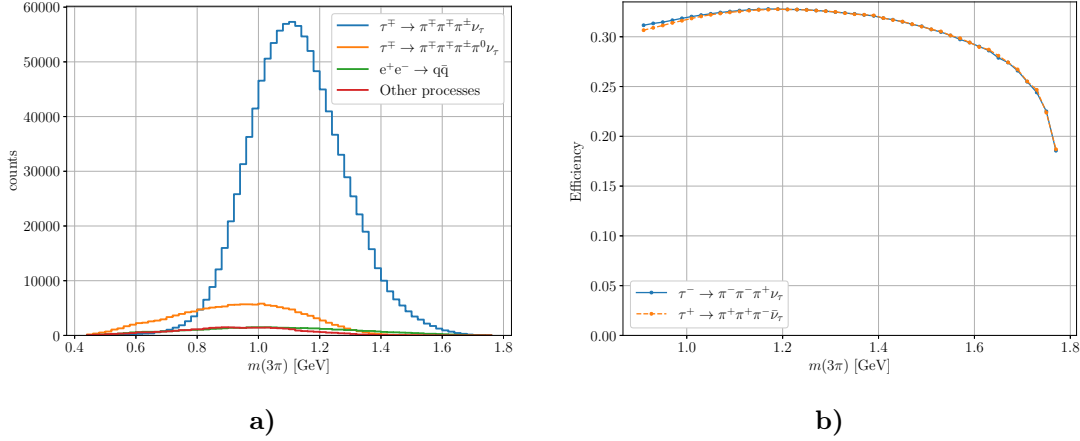 60000
50000
40000
30000
20000
10000
0
counts
0.4 0.6 0.8 1.0 1.2 1.4 1.6 1.8
m(3π) [GeV]
τ∓ → π∓π∓π±ντ
τ∓ → π∓π∓π±π0ντ
e+e− → qq̄
Other processes
a)
0.30
0.25
0.20
0.15
0.10
0.05
0.00
Efficiency
1.0 1.2 1.4 1.6 1.8
m(3π) [GeV]
τ− → π−π−π+ντ
τ+ → π+π+π−ν̄τ
b)